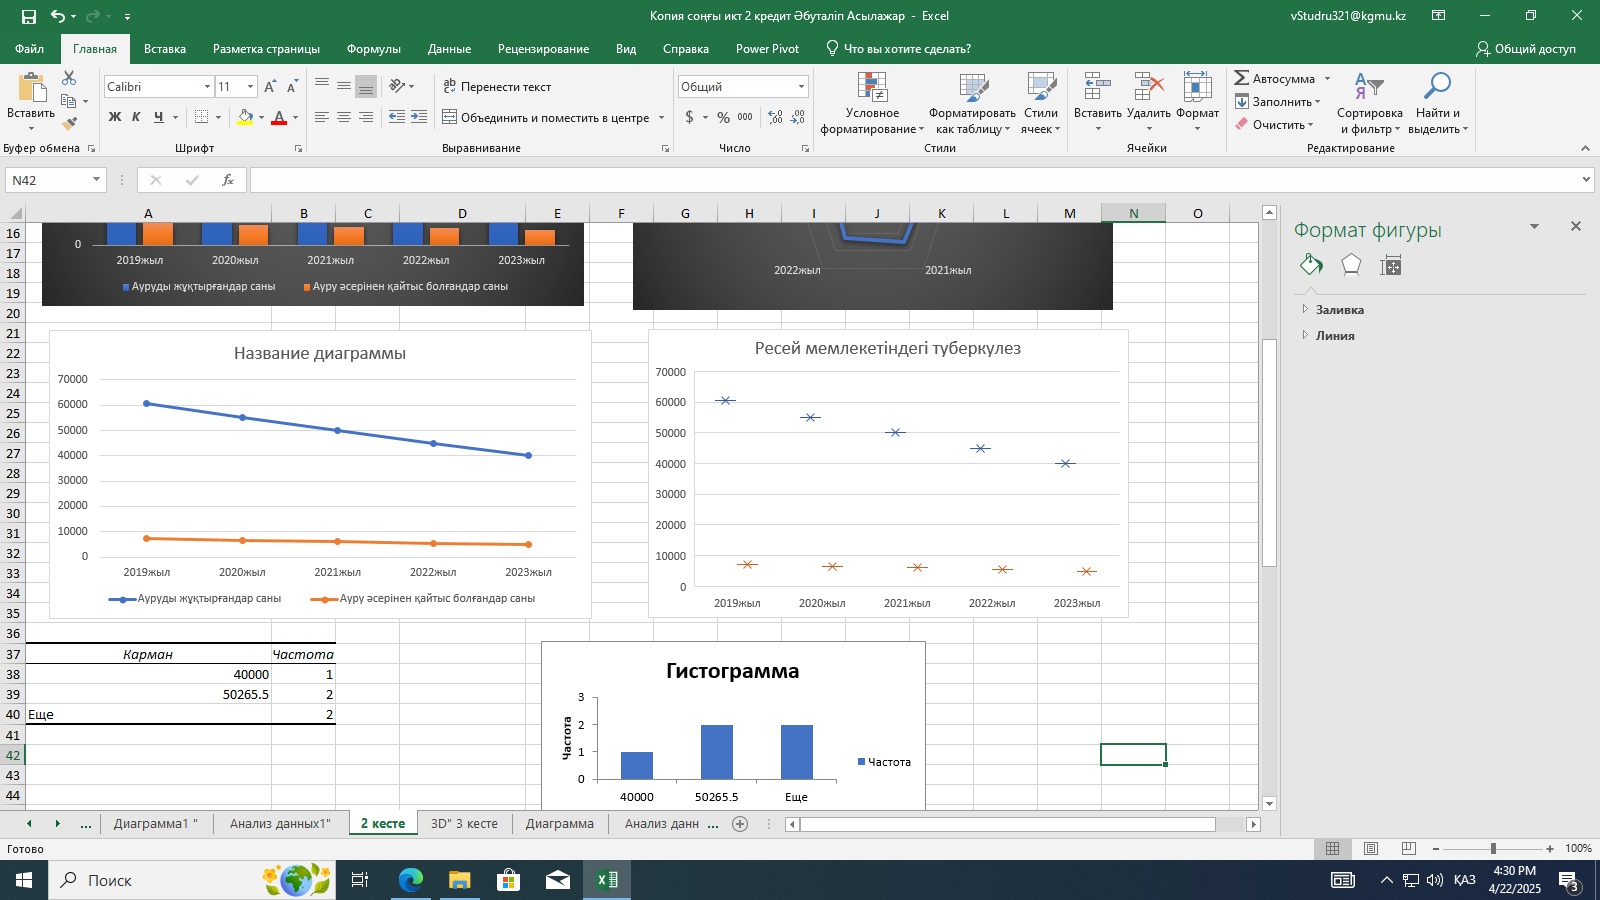 Копия соңғы икт 2 кредит Әбуталіп Асылажар - Excel
vStudru321@kgmu.kz
Файл Главная Вставка Разметка страницы Формулы Данные Рецензирование Вид Справка Power Pivot Что вы хотите сделать? Общий доступ
Вставить
Буфер обмена
Calibri 11
Ж К Ч
Шрифт
Перенести текст
Объединить и поместить в центре
Выравнивание
Общий
$ % 000
Число
Условное форматирование
Форматировать как таблицу
Стили ячеек
Стили
Вставить Удалить Формат
Ячейки
Автосумма
Заполнить
Очистить
Сортировка и фильтр
Найти и выделить
Редактирование
N42
fx
A B C D E F G H I J K L M N O
16
17
18
19
20
21
22
23
24
25
26
27
28
29
30
31
32
33
34
35
36
37
38
39
40
41
42
43
44
0
2019жыл 2020жыл 2021жыл 2022жыл 2023жыл
Ауруды жұқтырғандар саны Ауру әсерінен қайтыс болғандар саны
2022жыл 2021жыл
Название диаграммы
70000
60000
50000
40000
30000
20000
10000
0
2019жыл 2020жыл 2021жыл 2022жыл 2023жыл
Ауруды жұқтырғандар саны Ауру әсерінен қайтыс болғандар саны
Ресей мемлекетіндегі туберкулез
70000
60000
50000
40000
30000
20000
10000
0
2019жыл 2020жыл 2021жыл 2022жыл 2023жыл
Карман Частота
40000 1
50265.5 2
Еще 2
Гистограмма
Частота
3
2
1
0
40000 50265.5 Еще
Частота
Формат фигуры
Заливка
Линия
... Диаграмма1 " Анализ данных1" 2 кесте 3D" 3 кесте Диаграмма Анализ данн ...
Готово
100%
Поиск
ҚАЗ
4:30 PM
4/22/2025
3